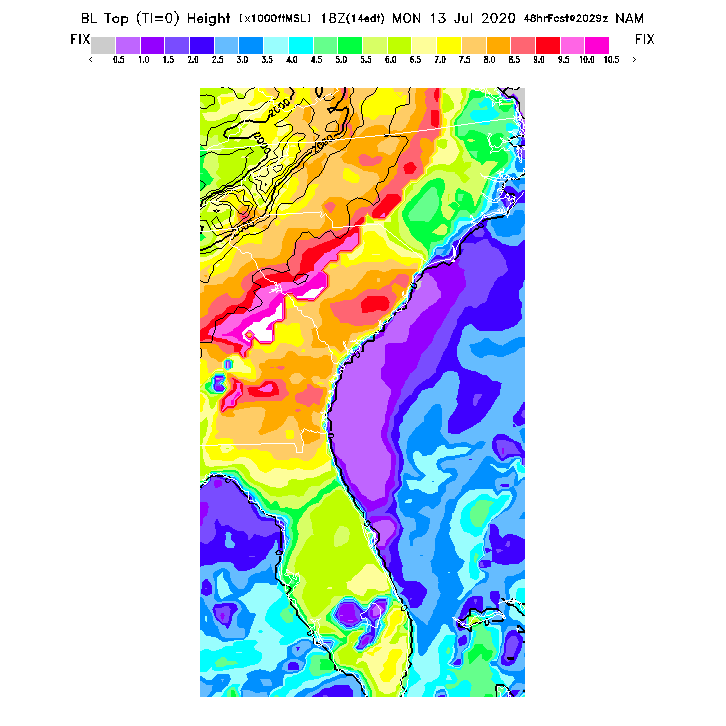 BL Top (TI=0) Height [x1000ftMSL] 18Z(14edt) MON 13 Jul 2020 48hrFcst@2029z NAM
FIX FIX
< 0.5 1.0 1.5 2.0 2.5 3.0 3.5 4.0 4.5 5.0 5.5 6.0 6.5 7.0 7.5 8.0 8.5 9.0 9.5 10.0 10.5 >
2000
2000
2000